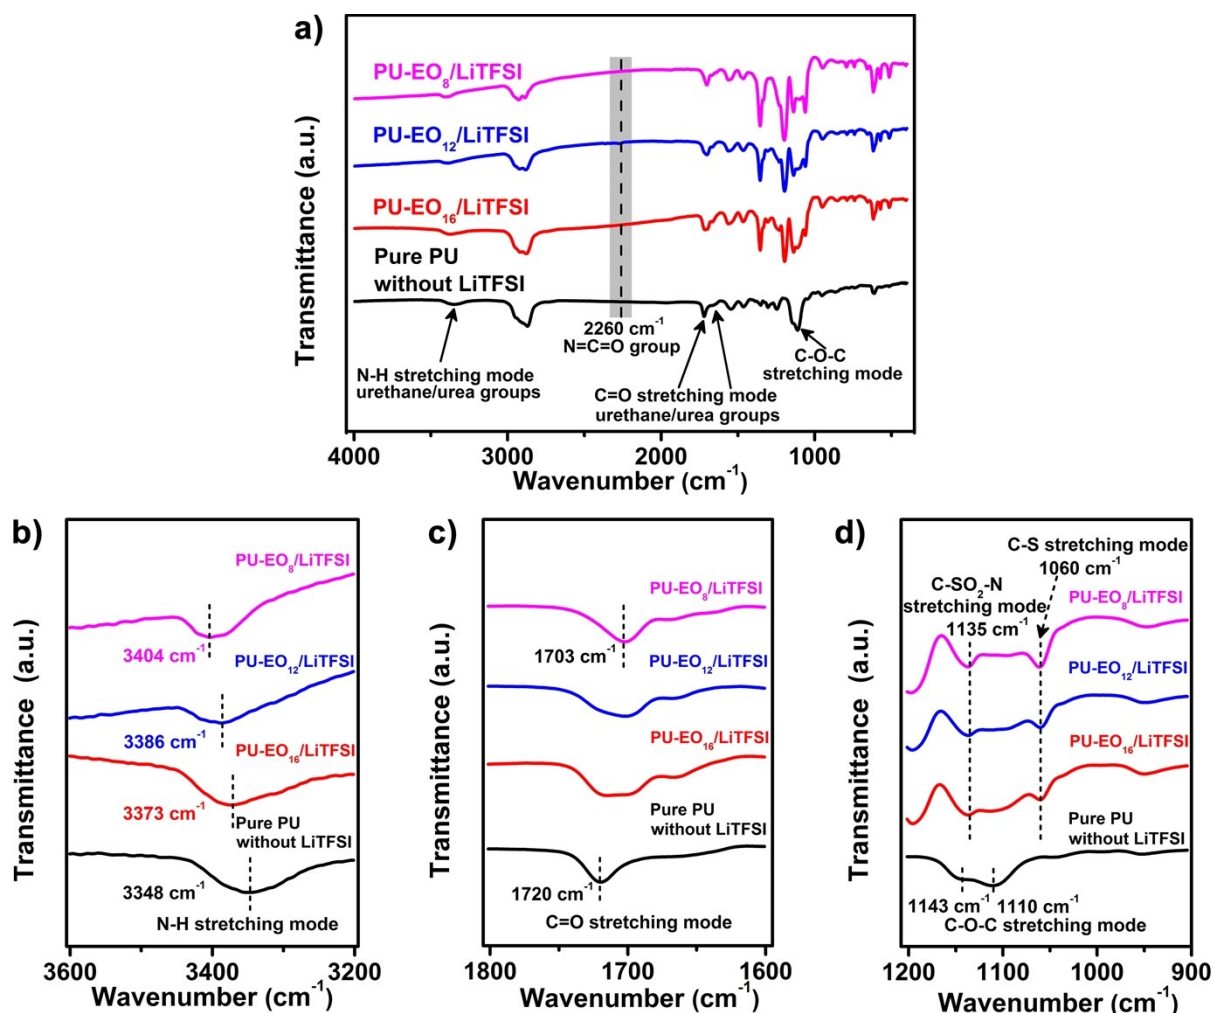 a)
Transmittance (a.u.)
PU-EO₈/LiTFSI
PU-EO₁₂/LiTFSI
PU-EO₁₆/LiTFSI
Pure PU
without LiTFSI
2260 cm⁻¹
N=C=O group
N-H stretching mode
urethane/urea groups
C=O stretching mode
urethane/urea groups
C-O-C
stretching mode
4000 3000 2000 1000
Wavenumber (cm⁻¹)
b)
Transmittance (a.u.)
PU-EO₈/LiTFSI
3404 cm⁻¹
PU-EO₁₂/LiTFSI
3386 cm⁻¹
PU-EO₁₆/LiTFSI
3373 cm⁻¹
Pure PU
without LiTFSI
3348 cm⁻¹
N-H stretching mode
3600 3400 3200
Wavenumber (cm⁻¹)
c)
Transmittance (a.u.)
PU-EO₈/LiTFSI
1703 cm⁻¹
PU-EO₁₂/LiTFSI
PU-EO₁₆/LiTFSI
Pure PU
without LiTFSI
1720 cm⁻¹
C=O stretching mode
1800 1700 1600
Wavenumber (cm⁻¹)
d)
Transmittance (a.u.)
C-S stretching mode
1060 cm⁻¹
C-SO₂-N
stretching mode
1135 cm⁻¹
PU-EO₈/LiTFSI
PU-EO₁₂/LiTFSI
PU-EO₁₆/LiTFSI
Pure PU
without LiTFSI
1143 cm⁻¹ 1110 cm⁻¹
C-O-C stretching mode
1200 1100 1000 900
Wavenumber (cm⁻¹)